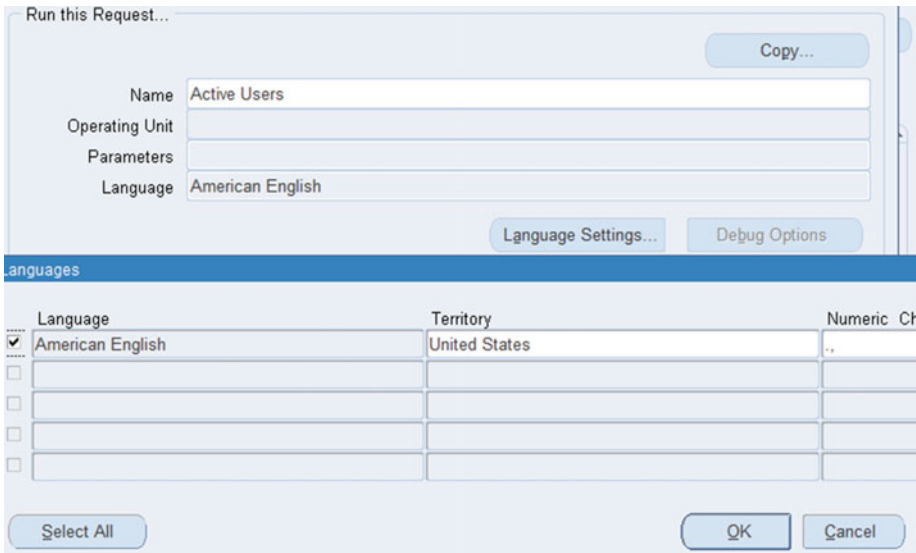 Run this Request...
Copy...
Name Active Users
Operating Unit
Parameters
Language American English
Language Settings... Debug Options
Languages
Language Territory Numeric Ch
American English United States .,
Select All OK Cancel